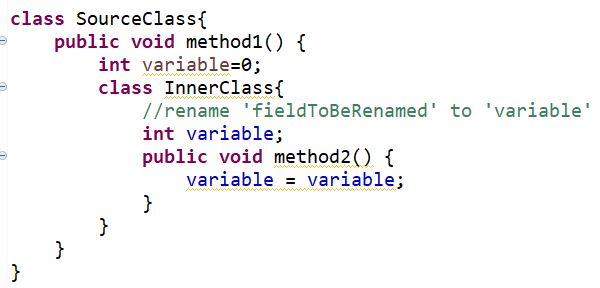 class SourceClass{
    public void method1() {
        int variable=0;
        class InnerClass{
            //rename 'fieldToBeRenamed' to 'variable'
            int variable;
            public void method2() {
                variable = variable;
            }
        }
    }
}